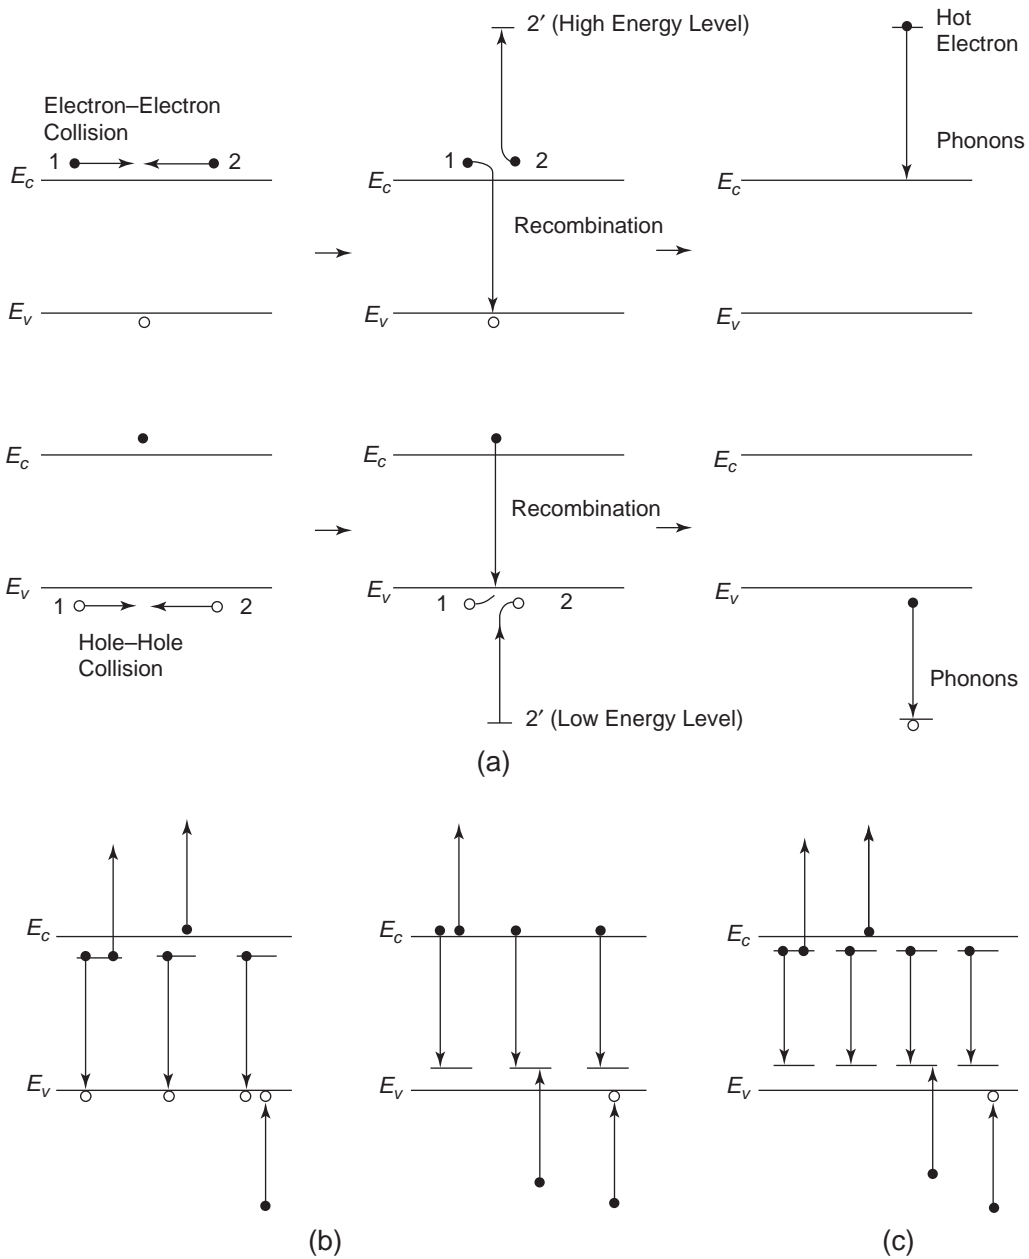 2′ (High Energy Level)
Hot
Electron
Electron–Electron
Collision
Phonons
1
2
1
2
E_c
E_c
E_c
Recombination
E_v
E_v
E_v
E_c
E_c
E_c
Recombination
E_v
E_v
E_v
1
2
1
2
Hole–Hole
Collision
Phonons
2′ (Low Energy Level)
(a)
E_c
E_c
E_c
E_v
E_v
E_v
(b)
(c)